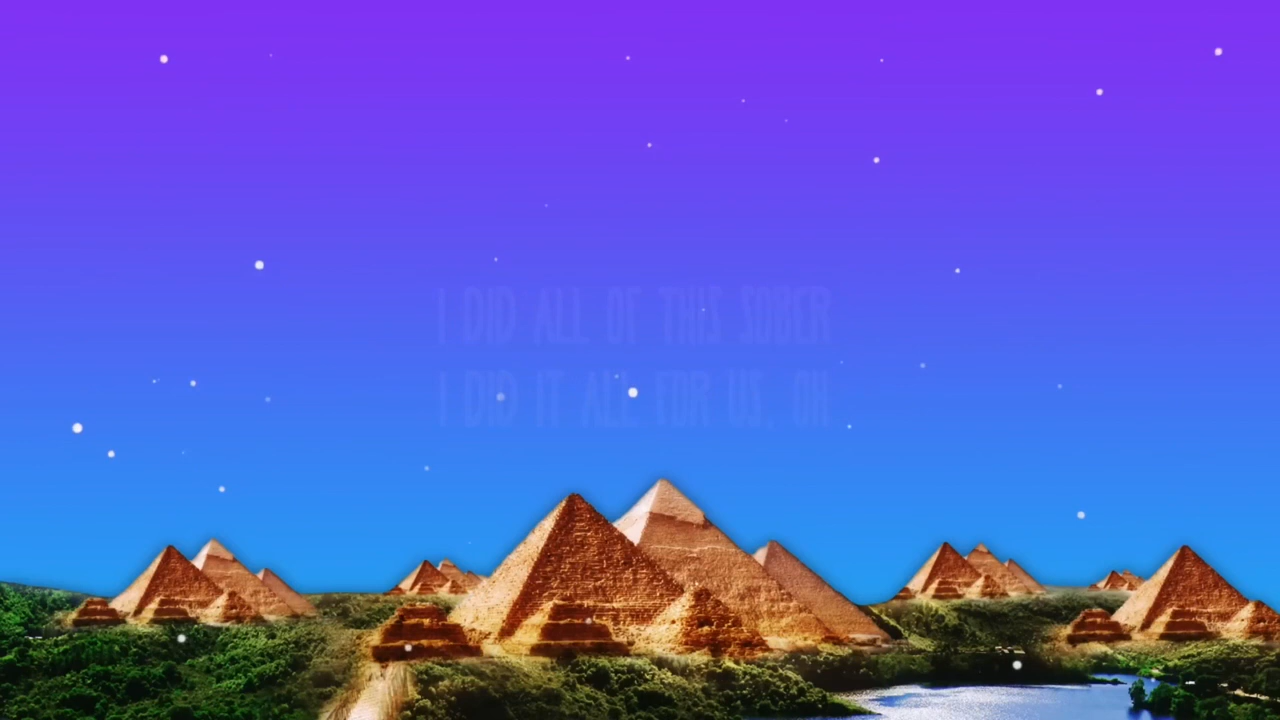 I DID ALL OF THIS SOBER
I DID IT ALL FOR US, OH